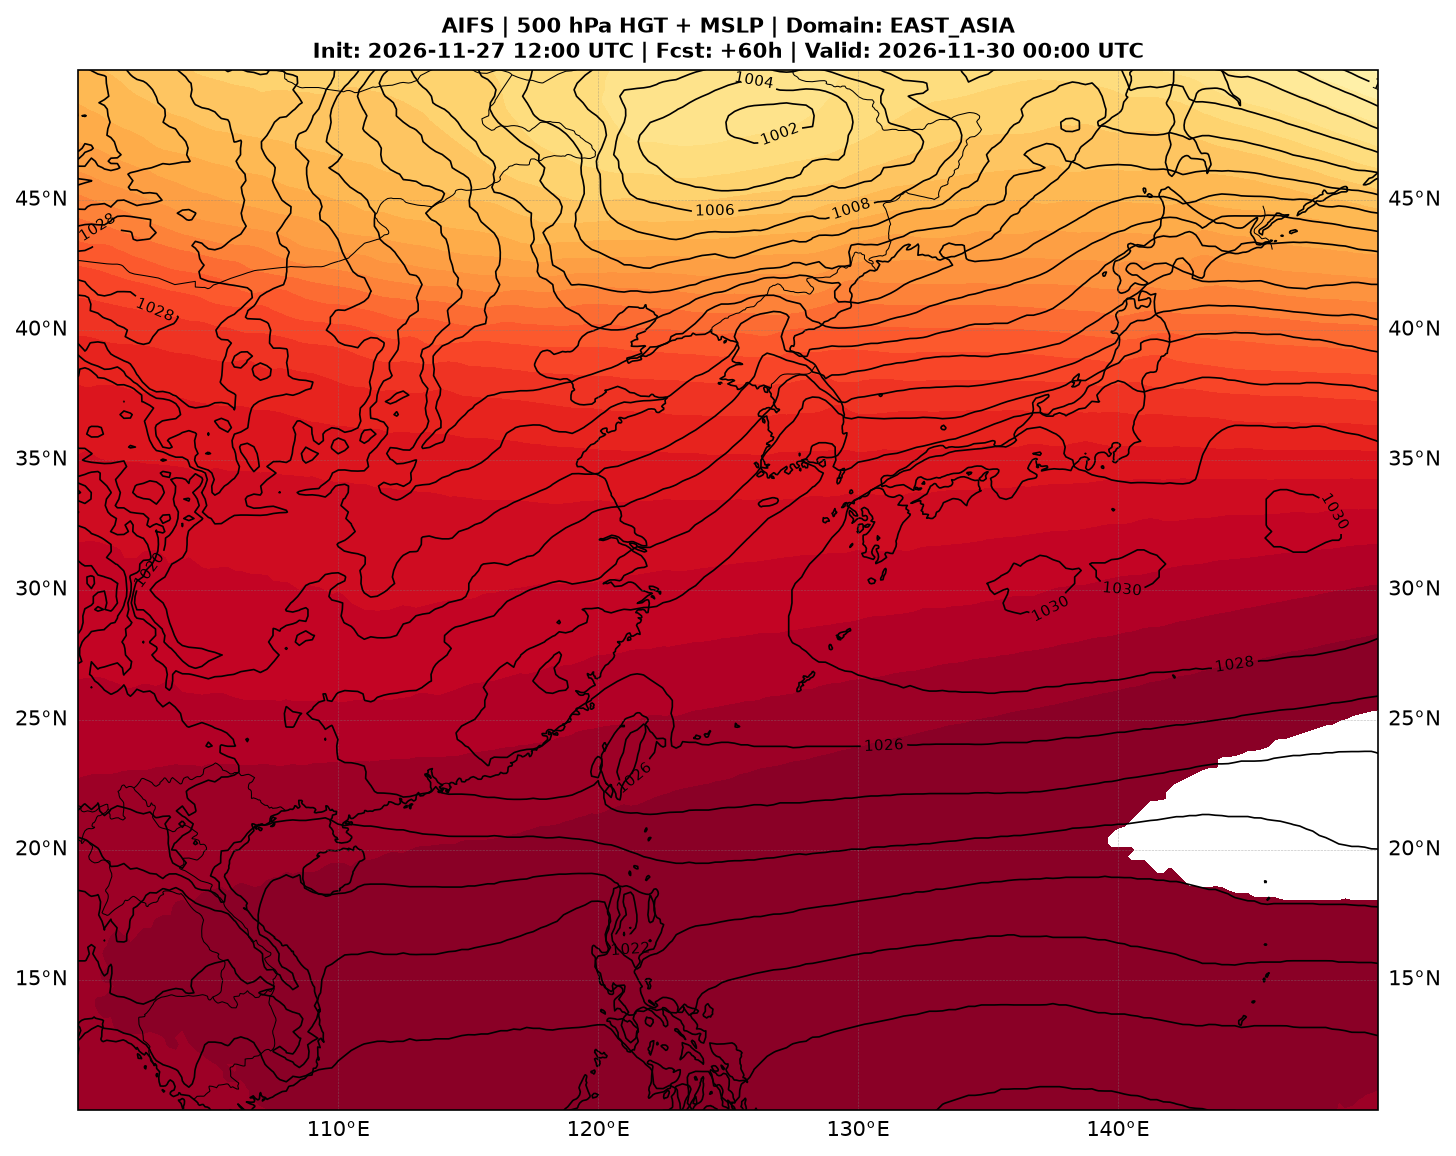 AIFS | 500 hPa HGT + MSLP | Domain: EAST_ASIA
Init: 2026-11-27 12:00 UTC | Fcst: +60h | Valid: 2026-11-30 00:00 UTC
1004
1002
45°N
1006
1008
45°N
1028
1028
40°N
40°N
35°N
35°N
1030
1020
30°N
1030
1030
30°N
1028
25°N
1026
25°N
1026
20°N
20°N
1022
15°N
15°N
110°E
120°E
130°E
140°E